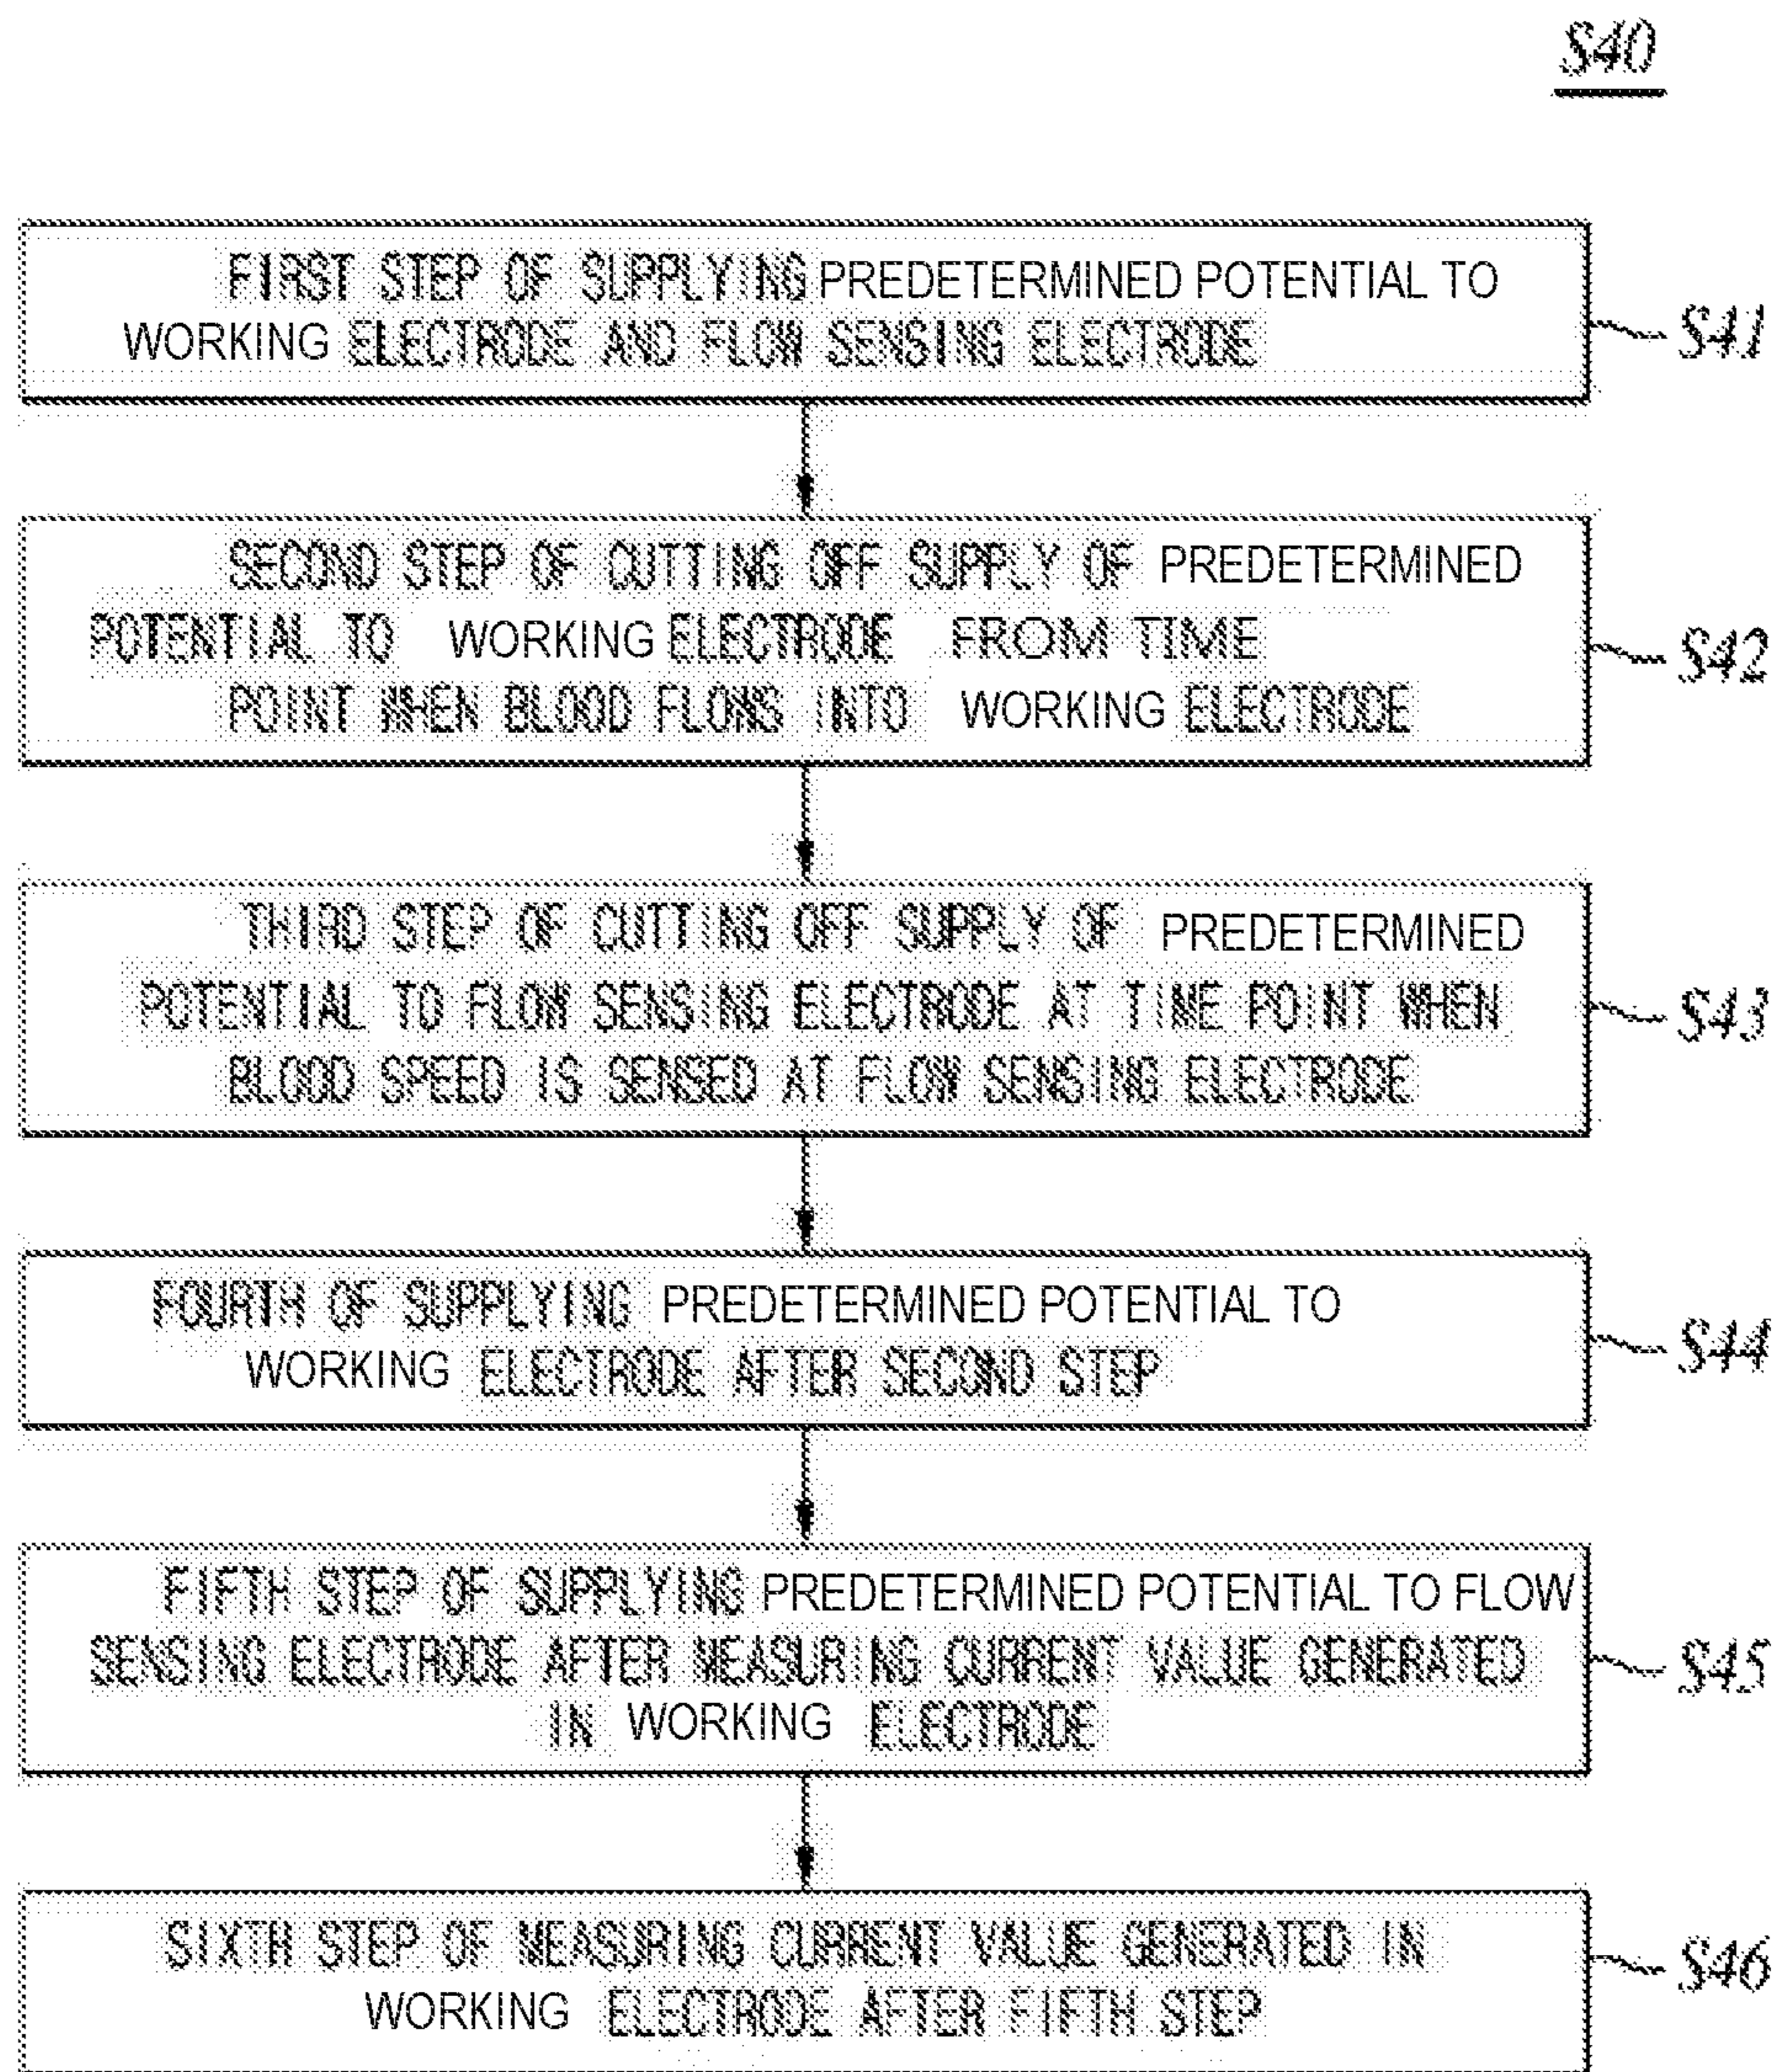 S40
FIRST STEP OF SUPPLYING PREDETERMINED POTENTIAL TO
WORKING ELECTRODE AND FLOW SENSING ELECTRODE
S41
SECOND STEP OF CUTTING OFF SUPPLY OF PREDETERMINED
POTENTIAL TO WORKING ELECTRODE FROM TIME
POINT WHEN BLOOD FLOWS INTO WORKING ELECTRODE
S42
THIRD STEP OF CUTTING OFF SUPPLY OF PREDETERMINED
POTENTIAL TO FLOW SENSING ELECTRODE AT TIME POINT WHEN
BLOOD SPEED IS SENSED AT FLOW SENSING ELECTRODE
S43
FOURTH OF SUPPLYING PREDETERMINED POTENTIAL TO
WORKING ELECTRODE AFTER SECOND STEP
S44
FIFTH STEP OF SUPPLYING PREDETERMINED POTENTIAL TO FLOW
SENSING ELECTRODE AFTER MEASURING CURRENT VALUE GENERATED
IN WORKING ELECTRODE
S45
SIXTH STEP OF MEASURING CURRENT VALUE GENERATED IN
WORKING ELECTRODE AFTER FIFTH STEP
S46